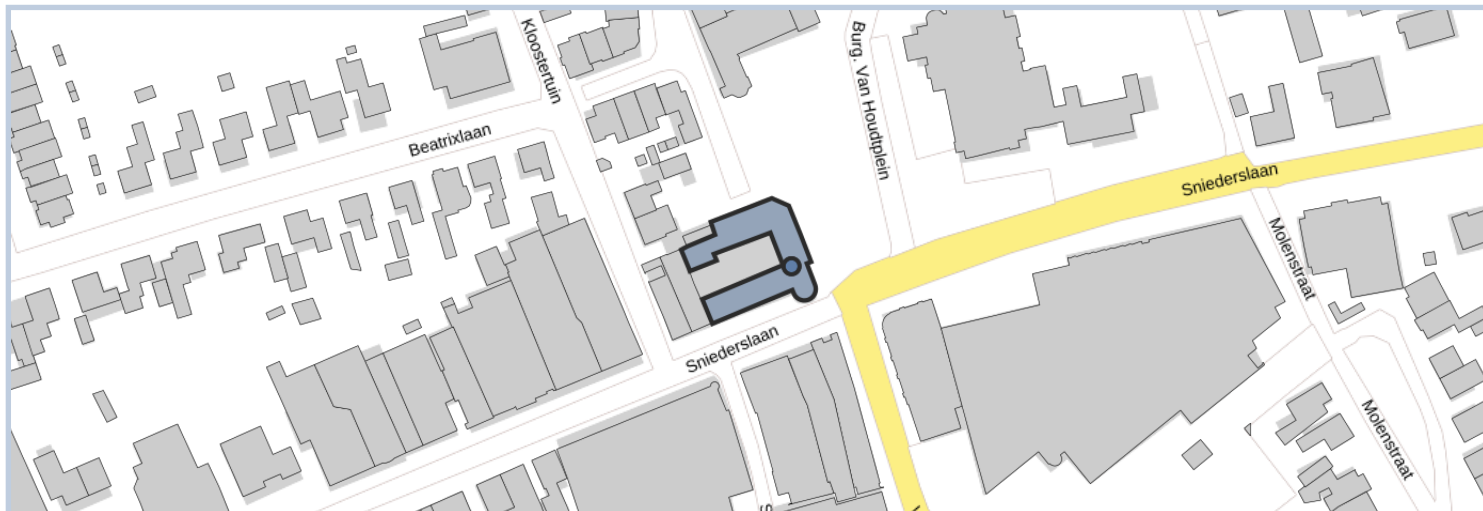 Kloostertuin
Burg. Van Houdtplein
Beatrixlaan
Sniederslaan
Molenstraat
Sniederslaan
Molenstraat